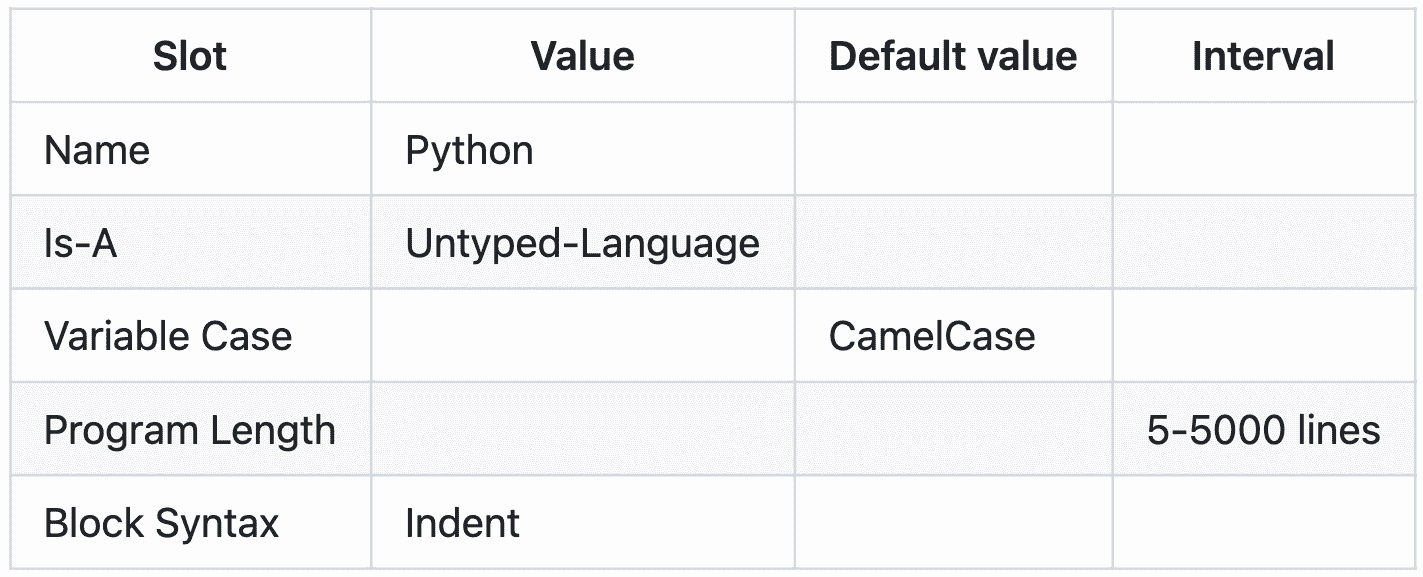 Slot Value Default value Interval
Name Python
Is-A Untyped-Language
Variable Case CamelCase
Program Length 5-5000 lines
Block Syntax Indent